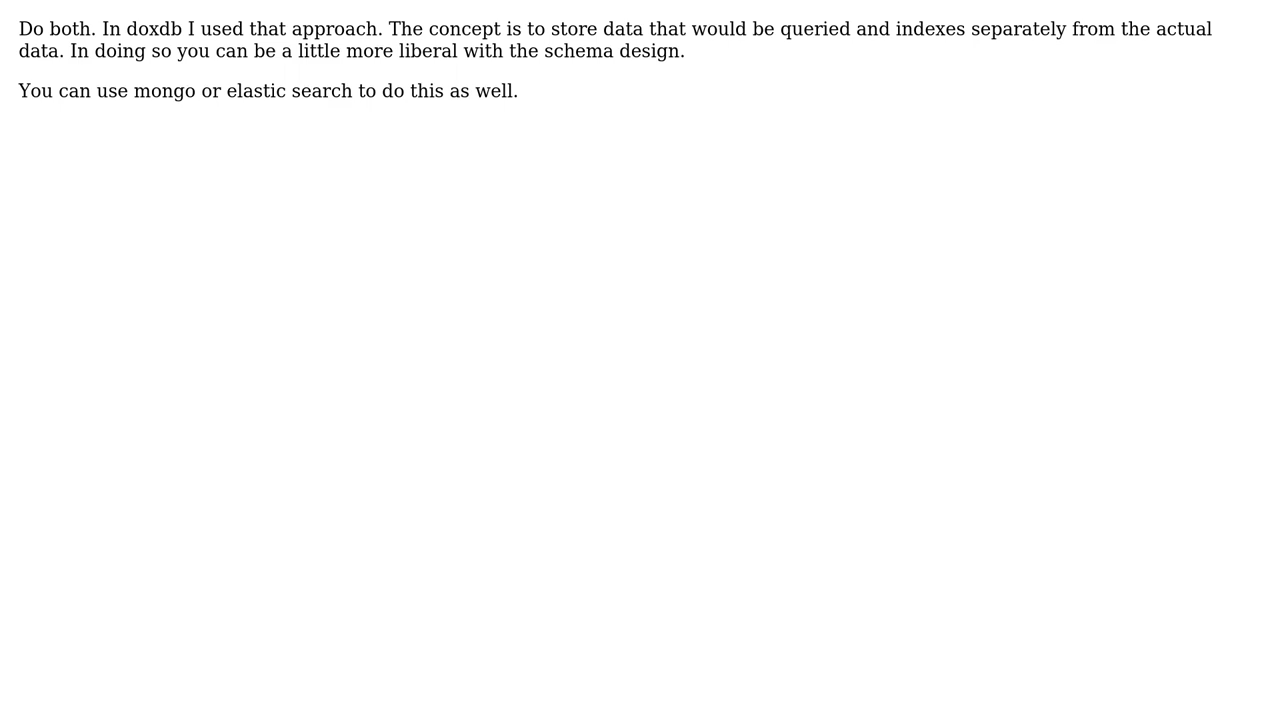 Do both. In doxdb I used that approach. The concept is to store data that would be queried and indexes separately from the actual
data. In doing so you can be a little more liberal with the schema design.
You can use mongo or elastic search to do this as well.